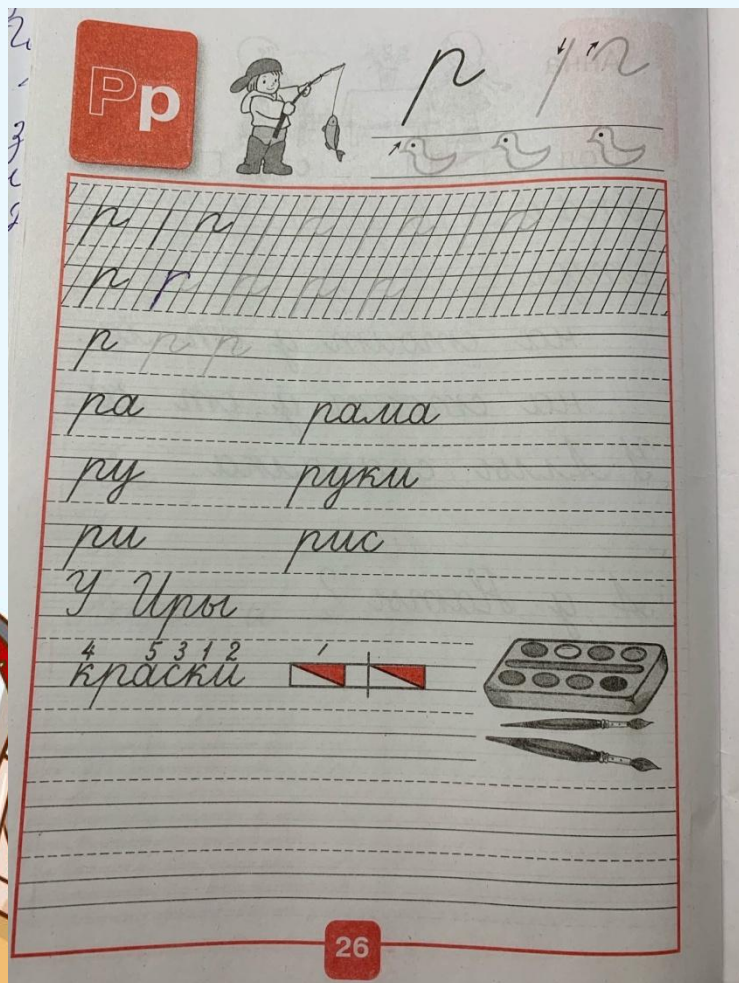 Рр
р
р р
р р
р р р р
р р р
ра рама
ру руки
ри рис
У Иры
4 5 3 1 2
краски
26